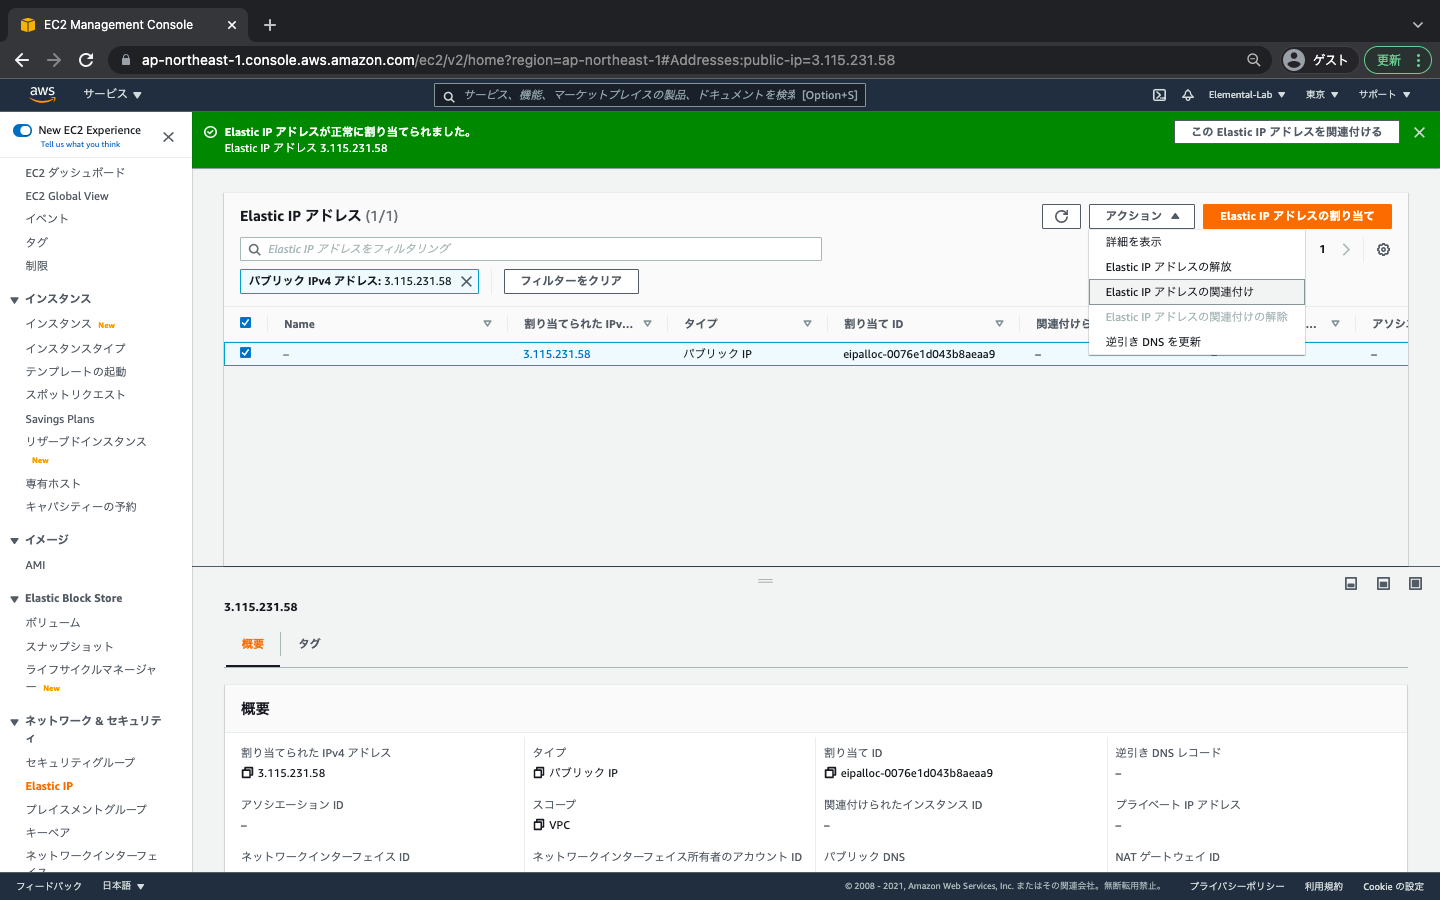 EC2 Management Console
ap-northeast-1.console.aws.amazon.com/ec2/v2/home?region=ap-northeast-1#Addresses:public-ip=3.115.231.58
ゲスト
更新
aws
サービス
サービス、機能、マーケットプレイスの製品、ドキュメントを検索 [Option+S]
Elemental-Lab
東京
サポート
New EC2 Experience
Tell us what you think
EC2 ダッシュボード
EC2 Global View
イベント
タグ
制限
インスタンス
インスタンス New
インスタンスタイプ
テンプレートの起動
スポットリクエスト
Savings Plans
リザーブドインスタンス
New
専有ホスト
キャパシティーの予約
イメージ
AMI
Elastic Block Store
ボリューム
スナップショット
ライフサイクルマネージャ
ー New
ネットワーク & セキュリテ
ィ
セキュリティグループ
Elastic IP
プレイスメントグループ
キーペア
ネットワークインターフェ
イス
Elastic IP アドレスが正常に割り当てられました。
Elastic IP アドレス 3.115.231.58
この Elastic IP アドレスを関連付ける
Elastic IP アドレス (1/1)
アクション
Elastic IP アドレスの割り当て
Elastic IP アドレスをフィルタリング
1
パブリック IPv4 アドレス: 3.115.231.58
フィルターをクリア
詳細を表示
Elastic IP アドレスの解放
Elastic IP アドレスの関連付け
Elastic IP アドレスの関連付けの解除
逆引き DNS を更新
Name
割り当てられた IPv...
タイプ
割り当て ID
関連付けら
...
アソシ
–
3.115.231.58
パブリック IP
eipalloc-0076e1d043b8aeaa9
–
–
–
3.115.231.58
概要
タグ
概要
割り当てられた IPv4 アドレス
タイプ
割り当て ID
逆引き DNS レコード
3.115.231.58
パブリック IP
eipalloc-0076e1d043b8aeaa9
–
アソシエーション ID
スコープ
関連付けられたインスタンス ID
プライベート IP アドレス
–
VPC
–
–
ネットワークインターフェイス ID
ネットワークインターフェイス所有者のアカウント ID
パブリック DNS
NAT ゲートウェイ ID
フィードバック
日本語
© 2008 - 2021, Amazon Web Services, Inc. またはその関連会社。無断転用禁止。
プライバシーポリシー
利用規約
Cookie の設定